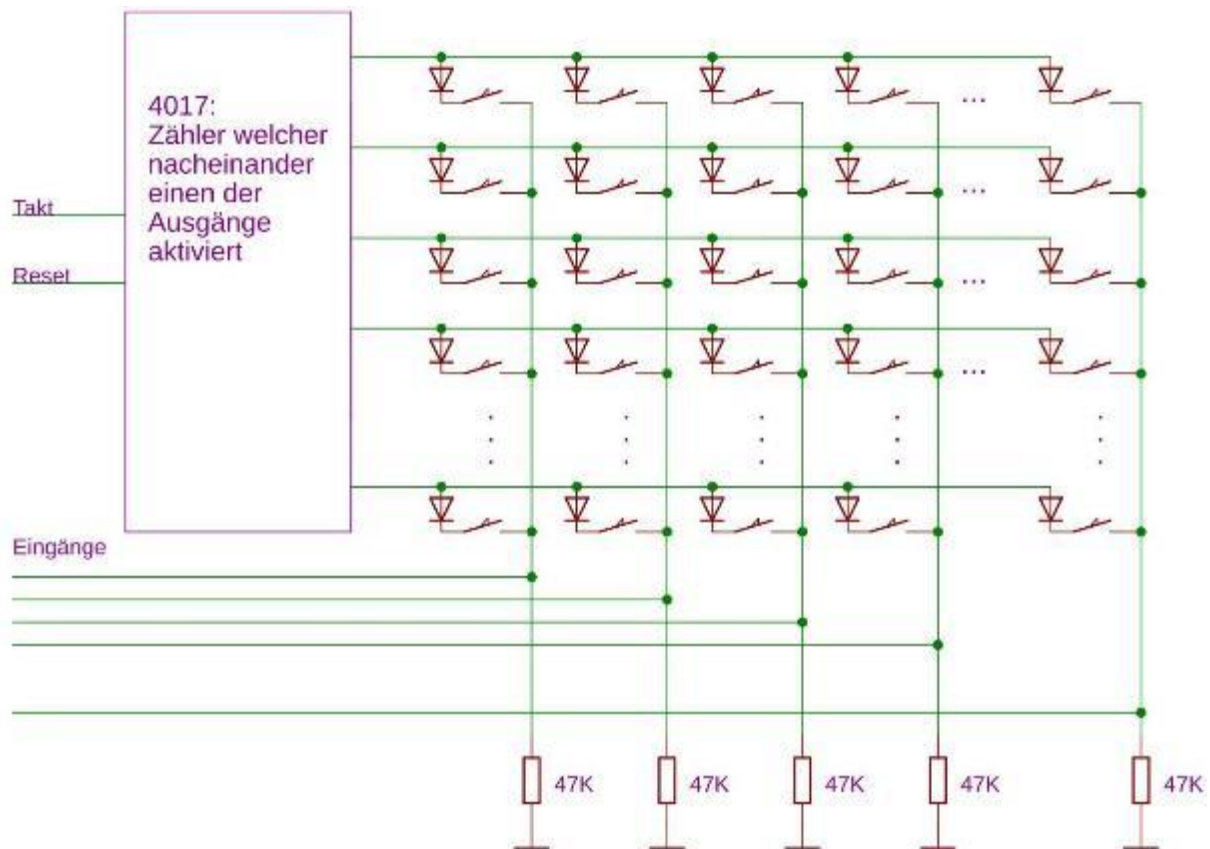 4017:
Zähler welcher
nacheinander
einen der
Ausgänge
aktiviert
Takt
Reset
...
...
...
...
Eingänge
47K
47K
47K
47K
47K